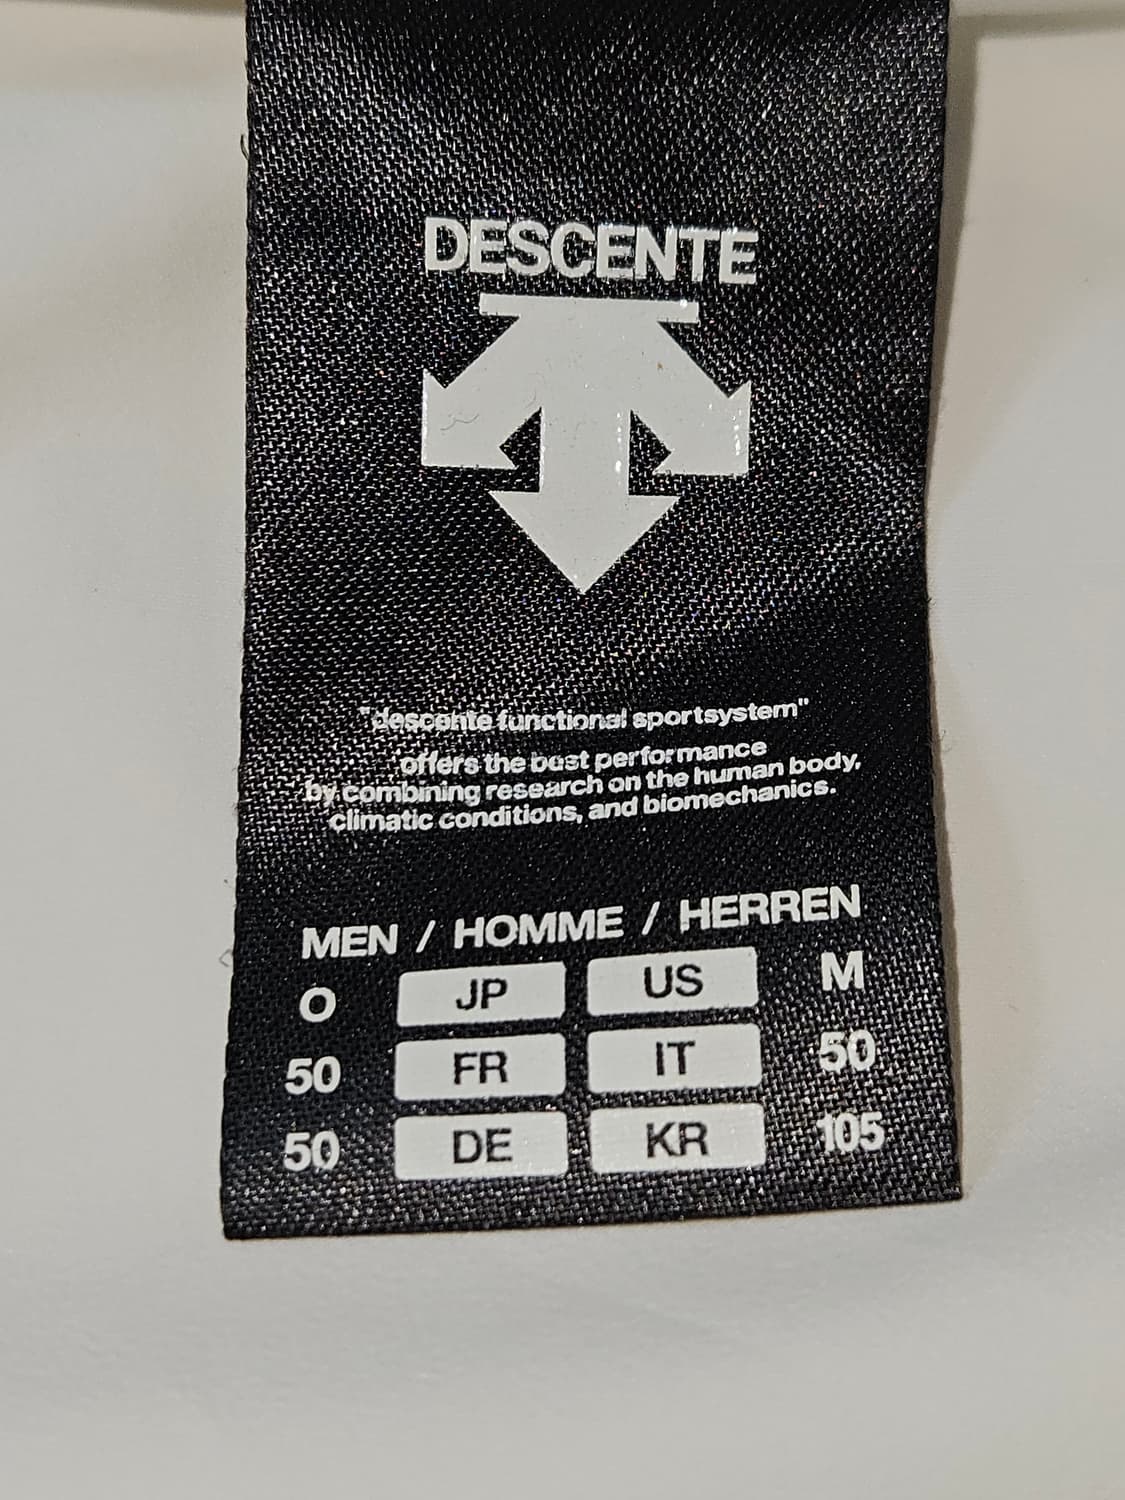 DESCENTE
"descente functional sportsystem"
offers the best performance
by combining research on the human body,
climatic conditions, and biomechanics.
MEN / HOMME / HERREN
O JP US M
50 FR IT 50
50 DE KR 105